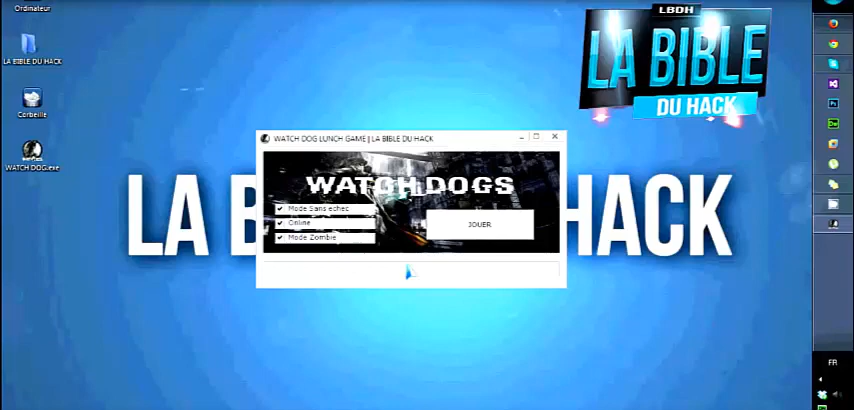 Ordinateur
LA BIBLE DU HACK
Corbeille
WATCH DOG.exe
LBDH
LA BIBLE
DU HACK
WATCH DOG LUNCH GAME | LA BIBLE DU HACK
WATCH DOGS
Mode Sans echec
Online
Mode Zombie
JOUER
LA B
HACK
FR